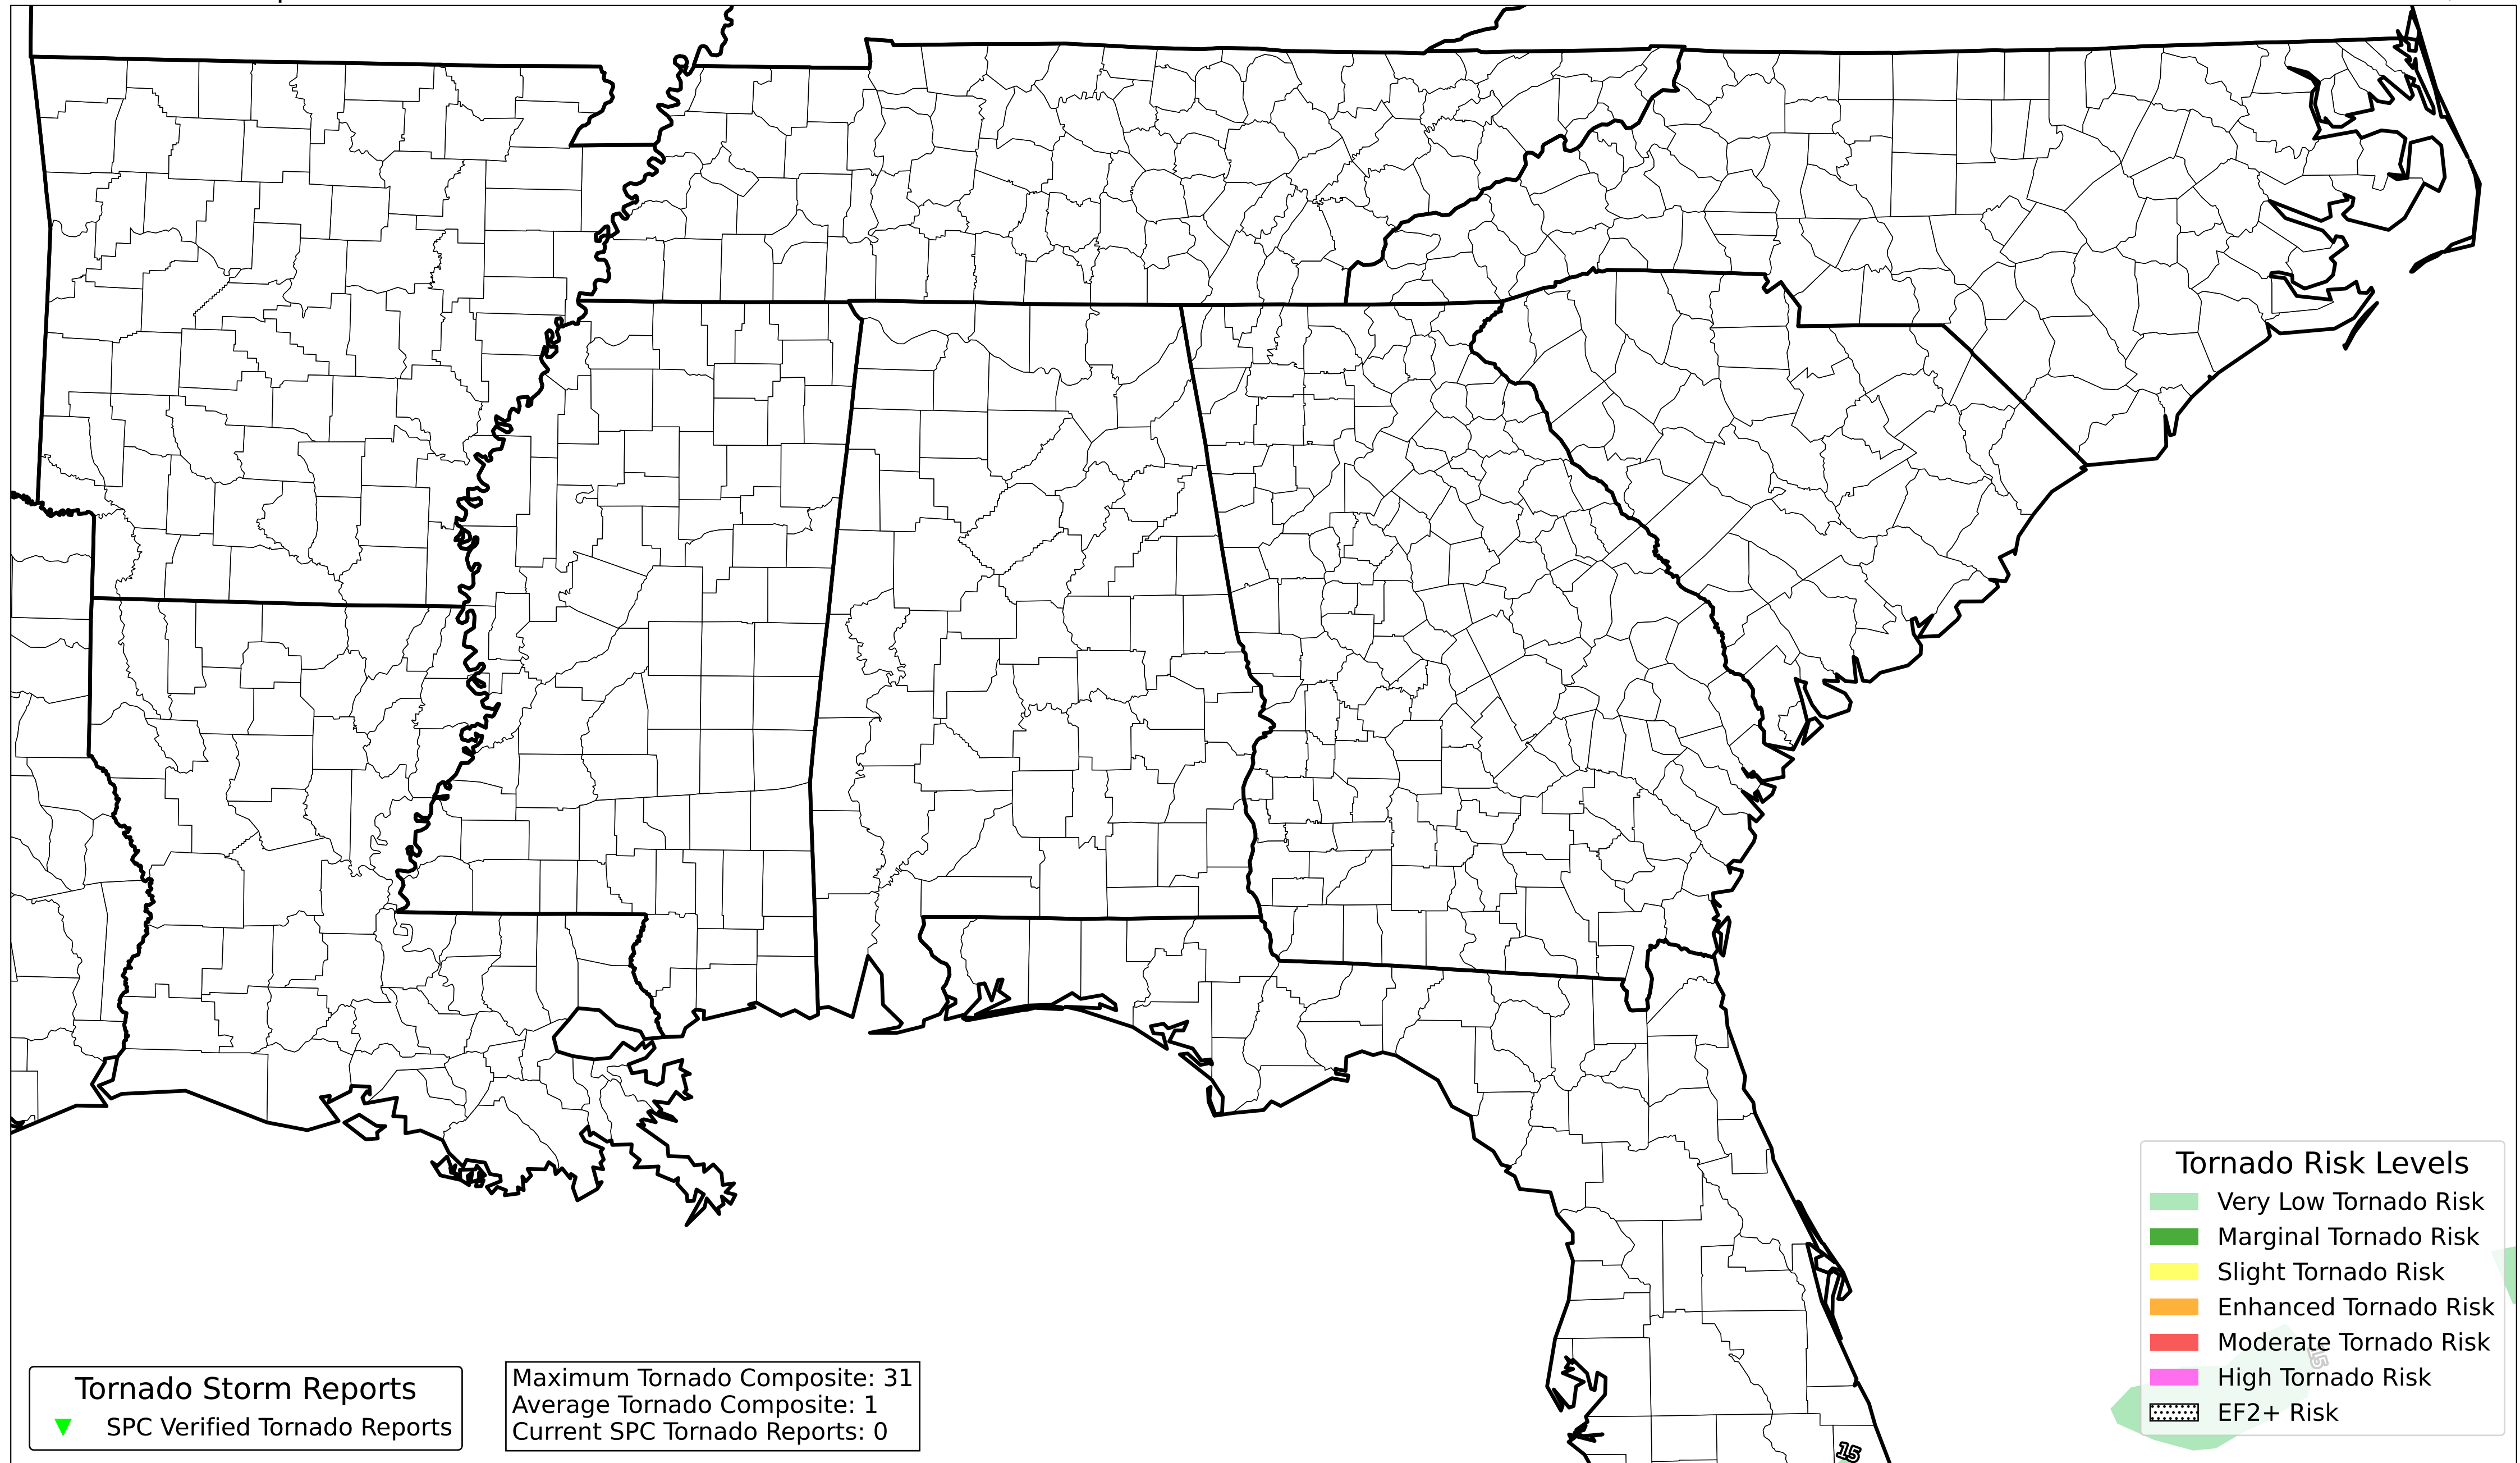 Tornado Risk Levels
Very Low Tornado Risk
Marginal Tornado Risk
Slight Tornado Risk
Enhanced Tornado Risk
Moderate Tornado Risk
High Tornado Risk
EF2+ Risk
15
Tornado Storm Reports
SPC Verified Tornado Reports
Maximum Tornado Composite: 31
Average Tornado Composite: 1
Current SPC Tornado Reports: 0
15